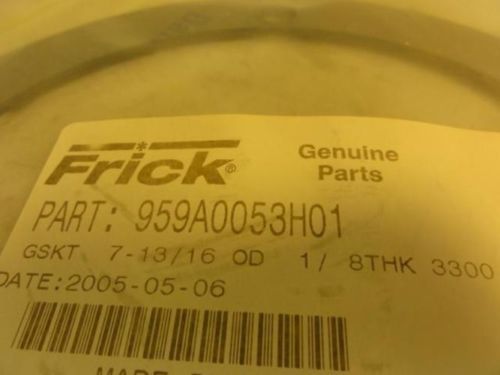 Frick®
Genuine
Parts
PART: 959A0053H01
GSKT 7-13/16 OD 1/ 8THK 3300
DATE:2005-05-06